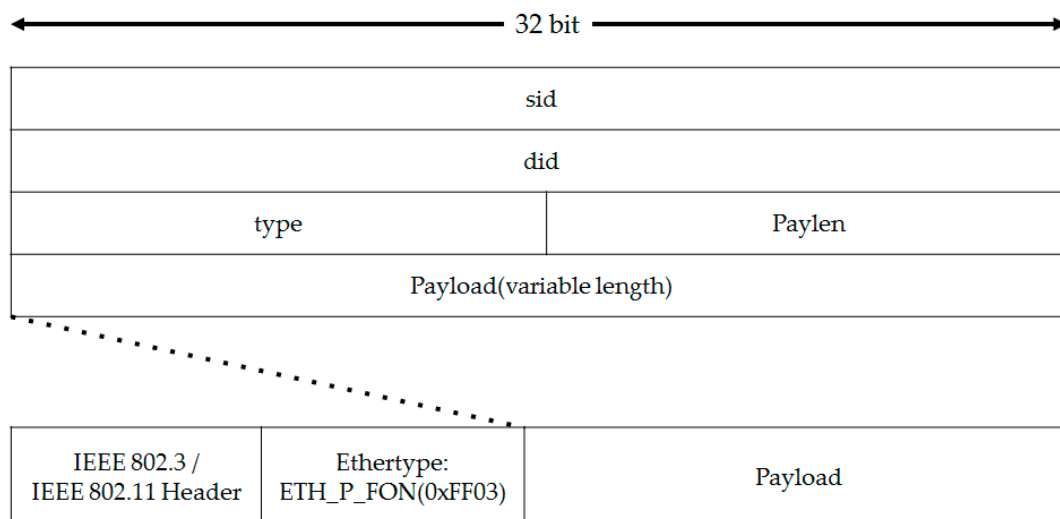 32 bit
sid
did
type
Paylen
Payload(variable length)
IEEE 802.3 /
IEEE 802.11 Header
Ethertype:
ETH_P_FON(0xFF03)
Payload